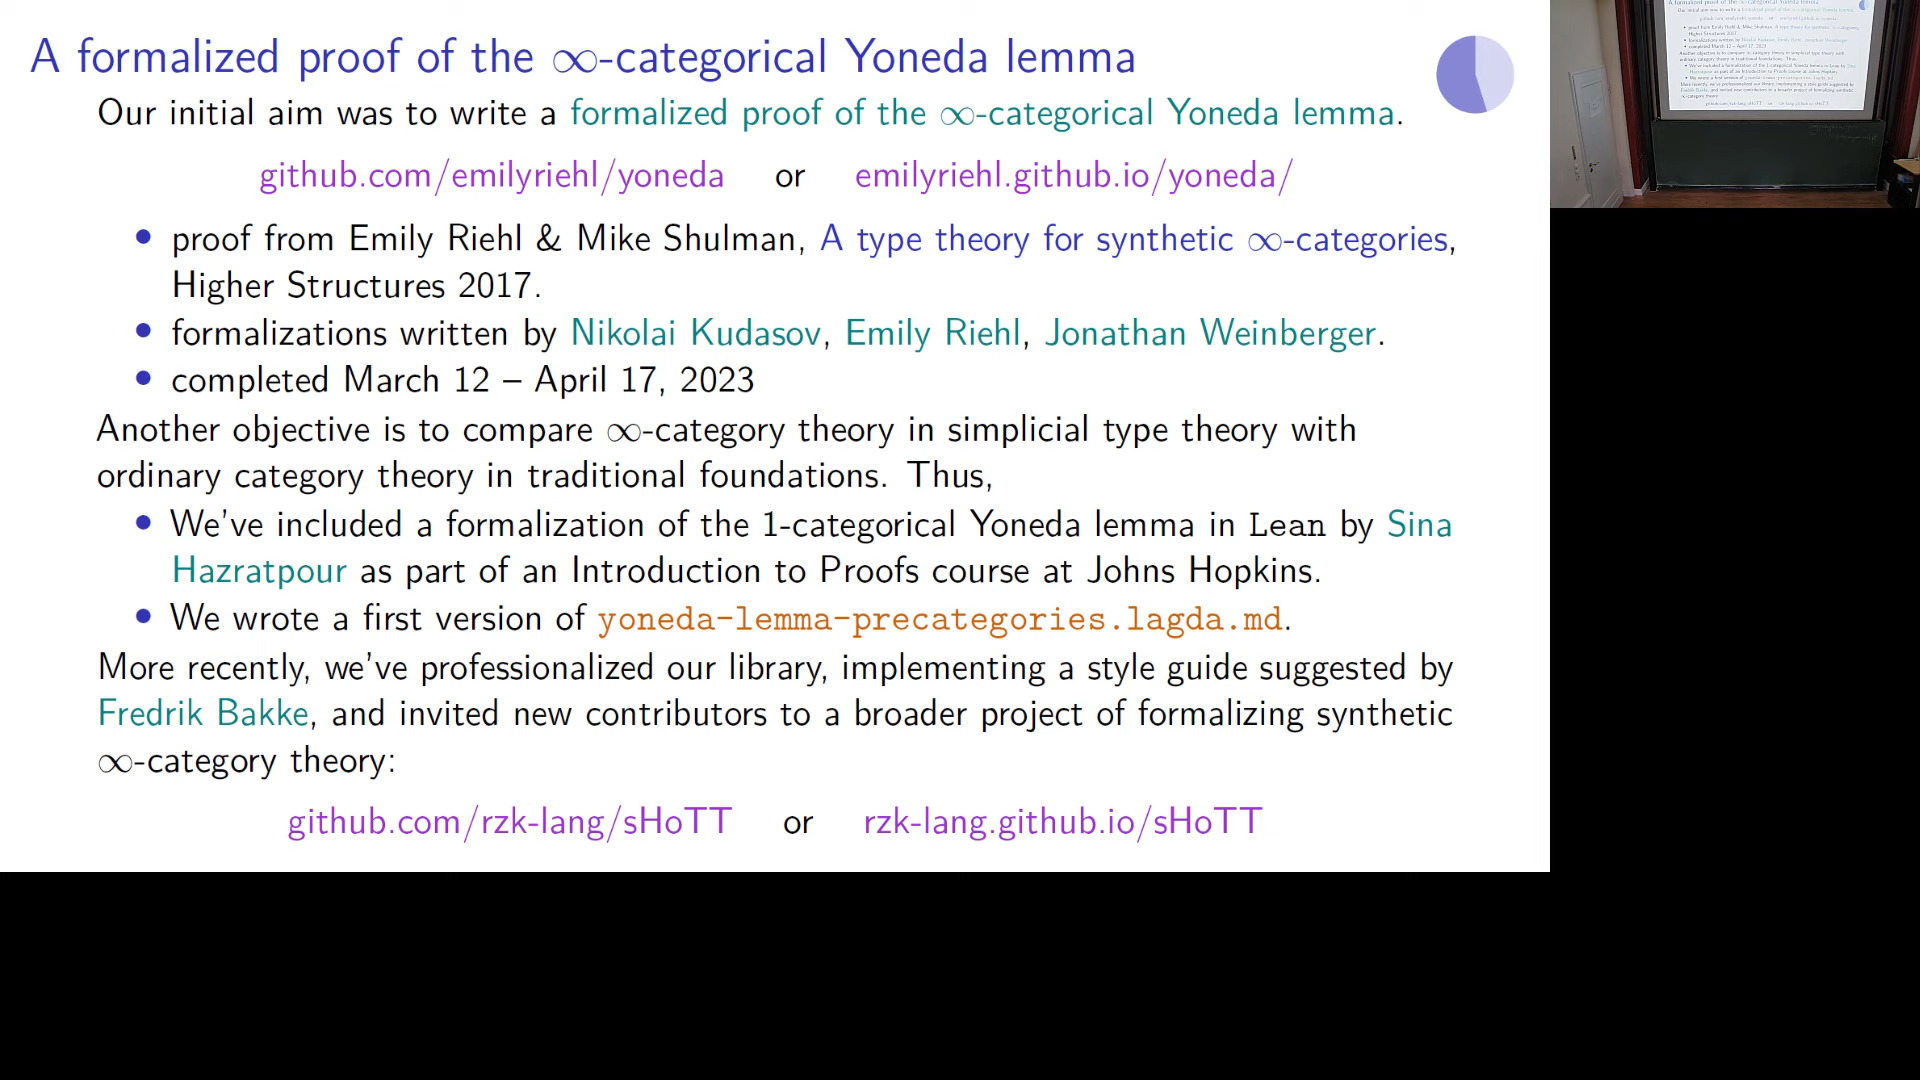 A formalized proof of the ∞-categorical Yoneda lemma
Our initial aim was to write a formalized proof of the ∞-categorical Yoneda lemma.
github.com/emilyriehl/yoneda or emilyriehl.github.io/yoneda/
• proof from Emily Riehl & Mike Shulman, A type theory for synthetic ∞-categories,
Higher Structures 2017.
• formalizations written by Nikolai Kudasov, Emily Riehl, Jonathan Weinberger.
• completed March 12 – April 17, 2023
Another objective is to compare ∞-category theory in simplicial type theory with
ordinary category theory in traditional foundations. Thus,
• We've included a formalization of the 1-categorical Yoneda lemma in Lean by Sina
Hazratpour as part of an Introduction to Proofs course at Johns Hopkins.
• We wrote a first version of yoneda-lemma-precategories.lagda.md.
More recently, we've professionalized our library, implementing a style guide suggested by
Fredrik Bakke, and invited new contributors to a broader project of formalizing synthetic
∞-category theory:
github.com/rzk-lang/sHoTT or rzk-lang.github.io/sHoTT